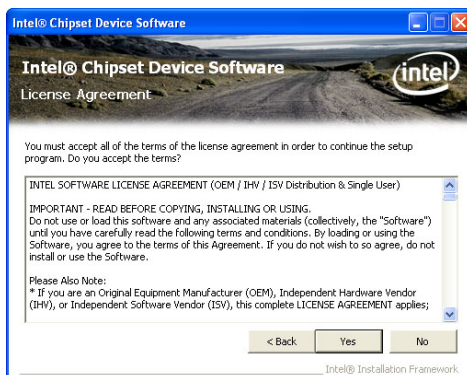 Intel® Chipset Device Software
Intel® Chipset Device Software
License Agreement
intel
You must accept all of the terms of the license agreement in order to continue the setup
program. Do you accept the terms?
INTEL SOFTWARE LICENSE AGREEMENT (OEM / IHV / ISV Distribution & Single User)
IMPORTANT - READ BEFORE COPYING, INSTALLING OR USING.
Do not use or load this software and any associated materials (collectively, the "Software")
until you have carefully read the following terms and conditions. By loading or using the
Software, you agree to the terms of this Agreement. If you do not wish to so agree, do not
install or use the Software.
Please Also Note:
* If you are an Original Equipment Manufacturer (OEM), Independent Hardware Vendor
(IHV), or Independent Software Vendor (ISV), this complete LICENSE AGREEMENT applies;
< Back Yes No
Intel® Installation Framework